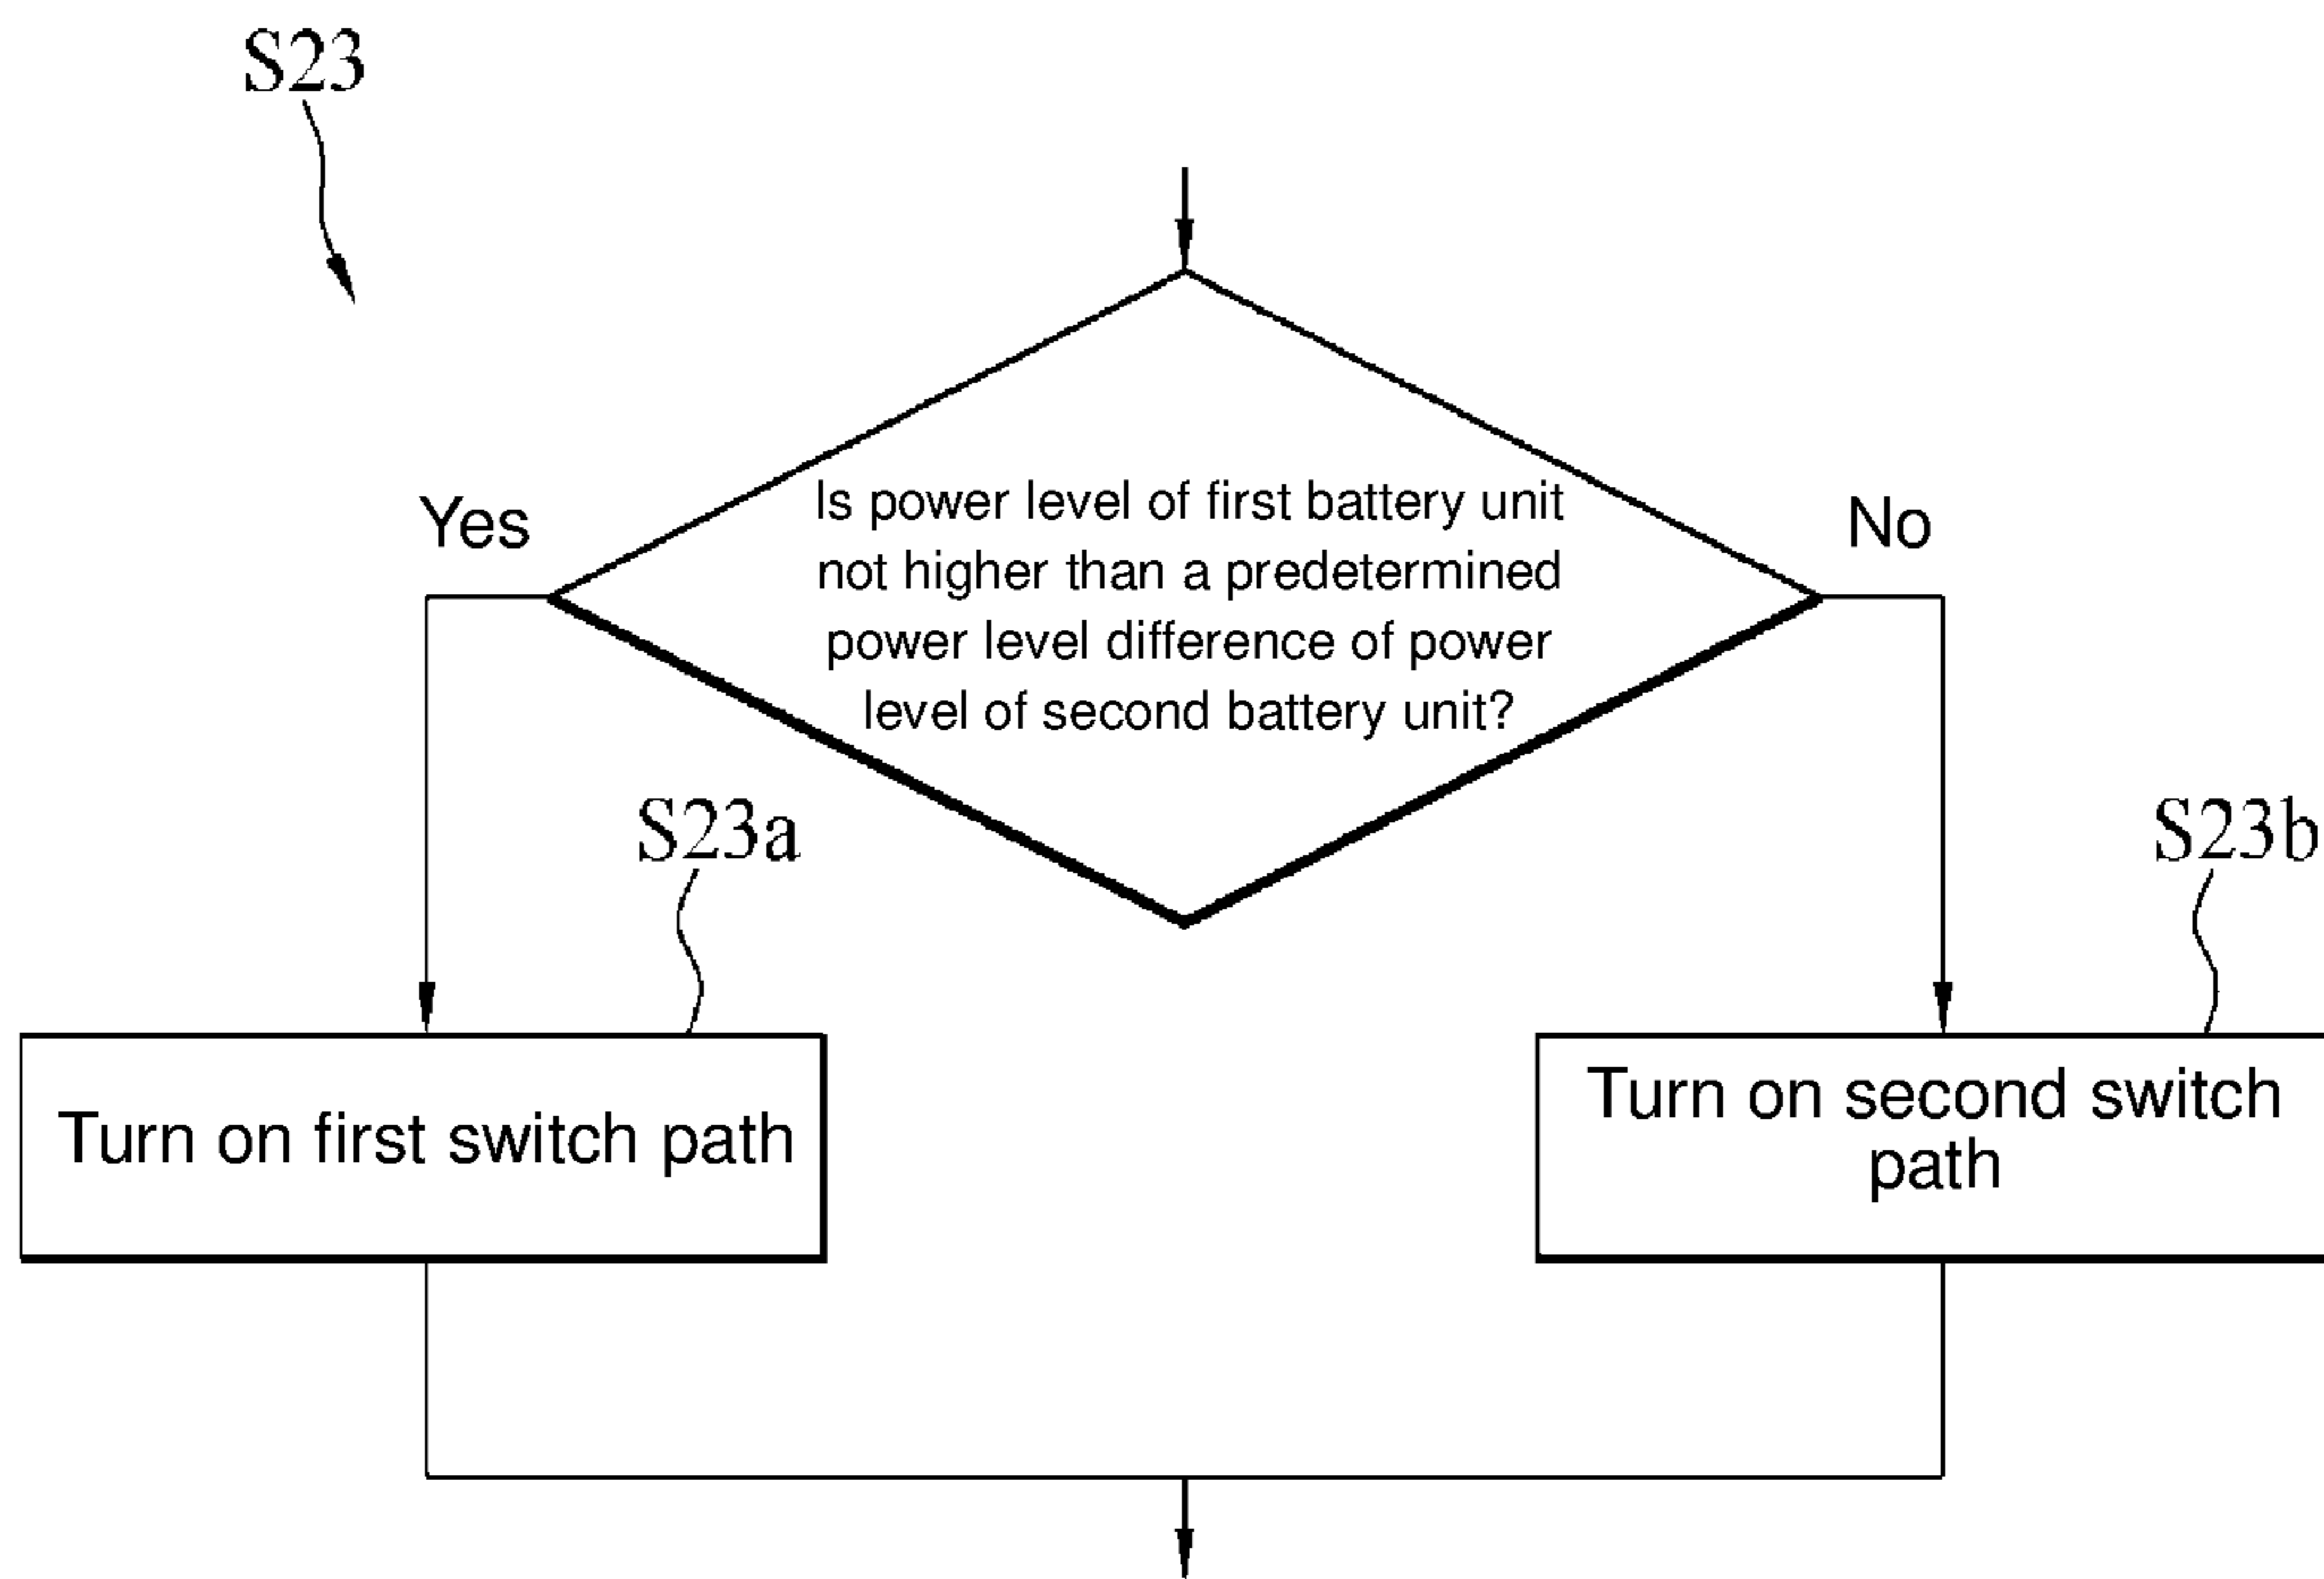 S23
Is power level of first battery unit
not higher than a predetermined
power level difference of power
level of second battery unit?
Yes
No
S23a
S23b
Turn on first switch path
Turn on second switch
path